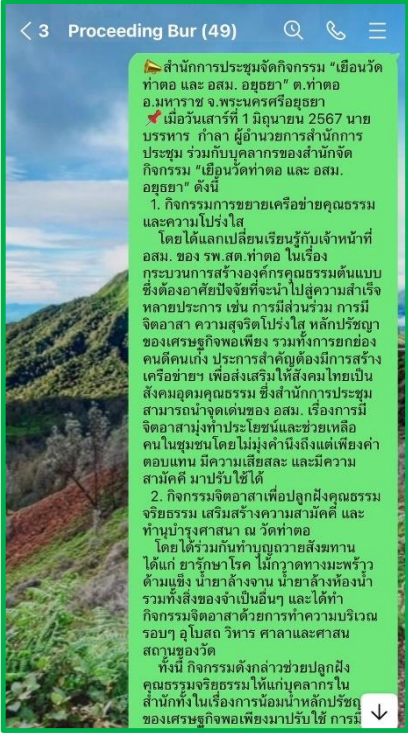 3 Proceeding Bur (49)
📣สำนักการประชุมจัดกิจกรรม “เยือนวัด
ท่าตอ และ อสม. อยุธยา” ต.ท่าตอ
อ.มหาราช จ.พระนครศรีอยุธยา
📌เมื่อวันเสาร์ที่ 1 มิถุนายน 2567 นาย
บรรหาร กำลา ผู้อำนวยการสำนักการ
ประชุม ร่วมกับบุคลากรของสำนักจัด
กิจกรรม “เยือนวัดท่าตอ และ อสม.
อยุธยา” ดังนี้
1. กิจกรรมการขยายเครือข่ายคุณธรรม
และความโปร่งใส
โดยได้แลกเปลี่ยนเรียนรู้กับเจ้าหน้าที่
อสม. ของ รพ.สต.ท่าตอ ในเรื่อง
กระบวนการสร้างองค์กรคุณธรรมต้นแบบ
ซึ่งต้องอาศัยปัจจัยที่จะนำไปสู่ความสำเร็จ
หลายประการ เช่น การมีส่วนร่วม การมี
จิตอาสา ความสุจริตโปร่งใส หลักปรัชญา
ของเศรษฐกิจพอเพียง รวมทั้งการยกย่อง
คนดีคนเก่ง ประการสำคัญต้องมีการสร้าง
เครือข่ายฯ เพื่อส่งเสริมให้สังคมไทยเป็น
สังคมอุดมคุณธรรม ซึ่งสำนักการประชุม
สามารถนำจุดเด่นของ อสม. เรื่องการมี
จิตอาสามุ่งทำประโยชน์และช่วยเหลือ
คนในชุมชนโดยไม่มุ่งคำนึงถึงแต่เพียงค่า
ตอบแทน มีความเสียสละ และมีความ
สามัคคี มาปรับใช้ได้
2. กิจกรรมจิตอาสาเพื่อปลูกฝังคุณธรรม
จริยธรรม เสริมสร้างความสามัคคี และ
ทำนุบำรุงศาสนา ณ วัดท่าตอ
โดยได้ร่วมกันทำบุญถวายสังฆทาน
ได้แก่ ยารักษาโรค ไม้กวาดทางมะพร้าว
ด้ามแข็ง น้ำยาล้างจาน น้ำยาล้างห้องน้ำ
รวมทั้งสิ่งของจำเป็นอื่นๆ และได้ทำ
กิจกรรมจิตอาสาด้วยการทำความบริเวณ
รอบๆ อุโบสถ วิหาร ศาลาและศาสน
สถานของวัด
ทั้งนี้ กิจกรรมดังกล่าวช่วยปลูกฝัง
คุณธรรมจริยธรรมให้แก่บุคลากรใน
สำนักทั้งในเรื่องการน้อมนำหลักปรัชญ
ของเศรษฐกิจพอเพียงมาปรับใช้ การมี